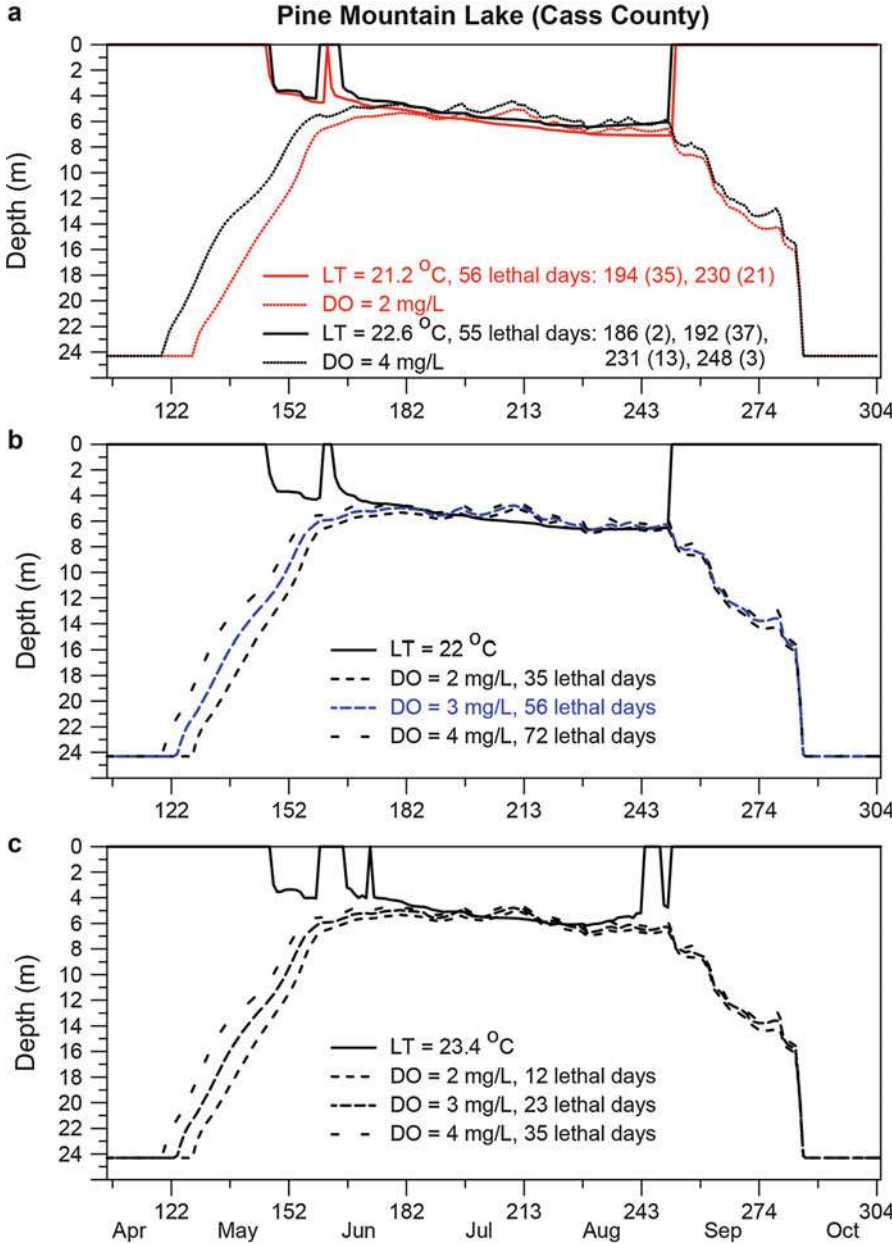 a
Pine Mountain Lake (Cass County)
0
2
4
6
8
10
12
14
16
18
20
22
24
Depth (m)
LT = 21.2 °C, 56 lethal days: 194 (35), 230 (21)
DO = 2 mg/L
LT = 22.6 °C, 55 lethal days: 186 (2), 192 (37),
231 (13), 248 (3)
DO = 4 mg/L
122 152 182 213 243 274 304
b
0
2
4
6
8
10
12
14
16
18
20
22
24
Depth (m)
LT = 22 °C
DO = 2 mg/L, 35 lethal days
DO = 3 mg/L, 56 lethal days
DO = 4 mg/L, 72 lethal days
122 152 182 213 243 274 304
c
0
2
4
6
8
10
12
14
16
18
20
22
24
Depth (m)
LT = 23.4 °C
DO = 2 mg/L, 12 lethal days
DO = 3 mg/L, 23 lethal days
DO = 4 mg/L, 35 lethal days
122 152 182 213 243 274 304
Apr May Jun Jul Aug Sep Oct